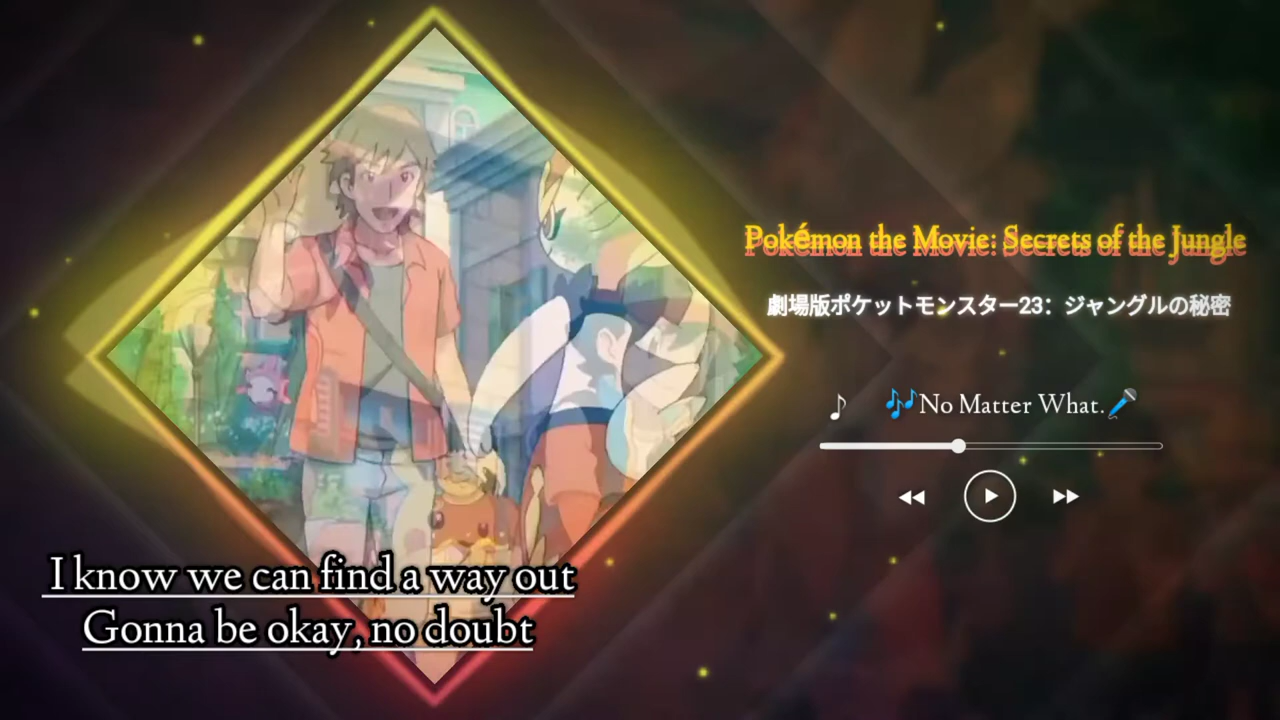 Pokémon the Movie: Secrets of the Jungle
劇場版ポケットモンスター23：ジャングルの秘密
🎶No Matter What.🎤
I know we can find a way out
Gonna be okay, no doubt